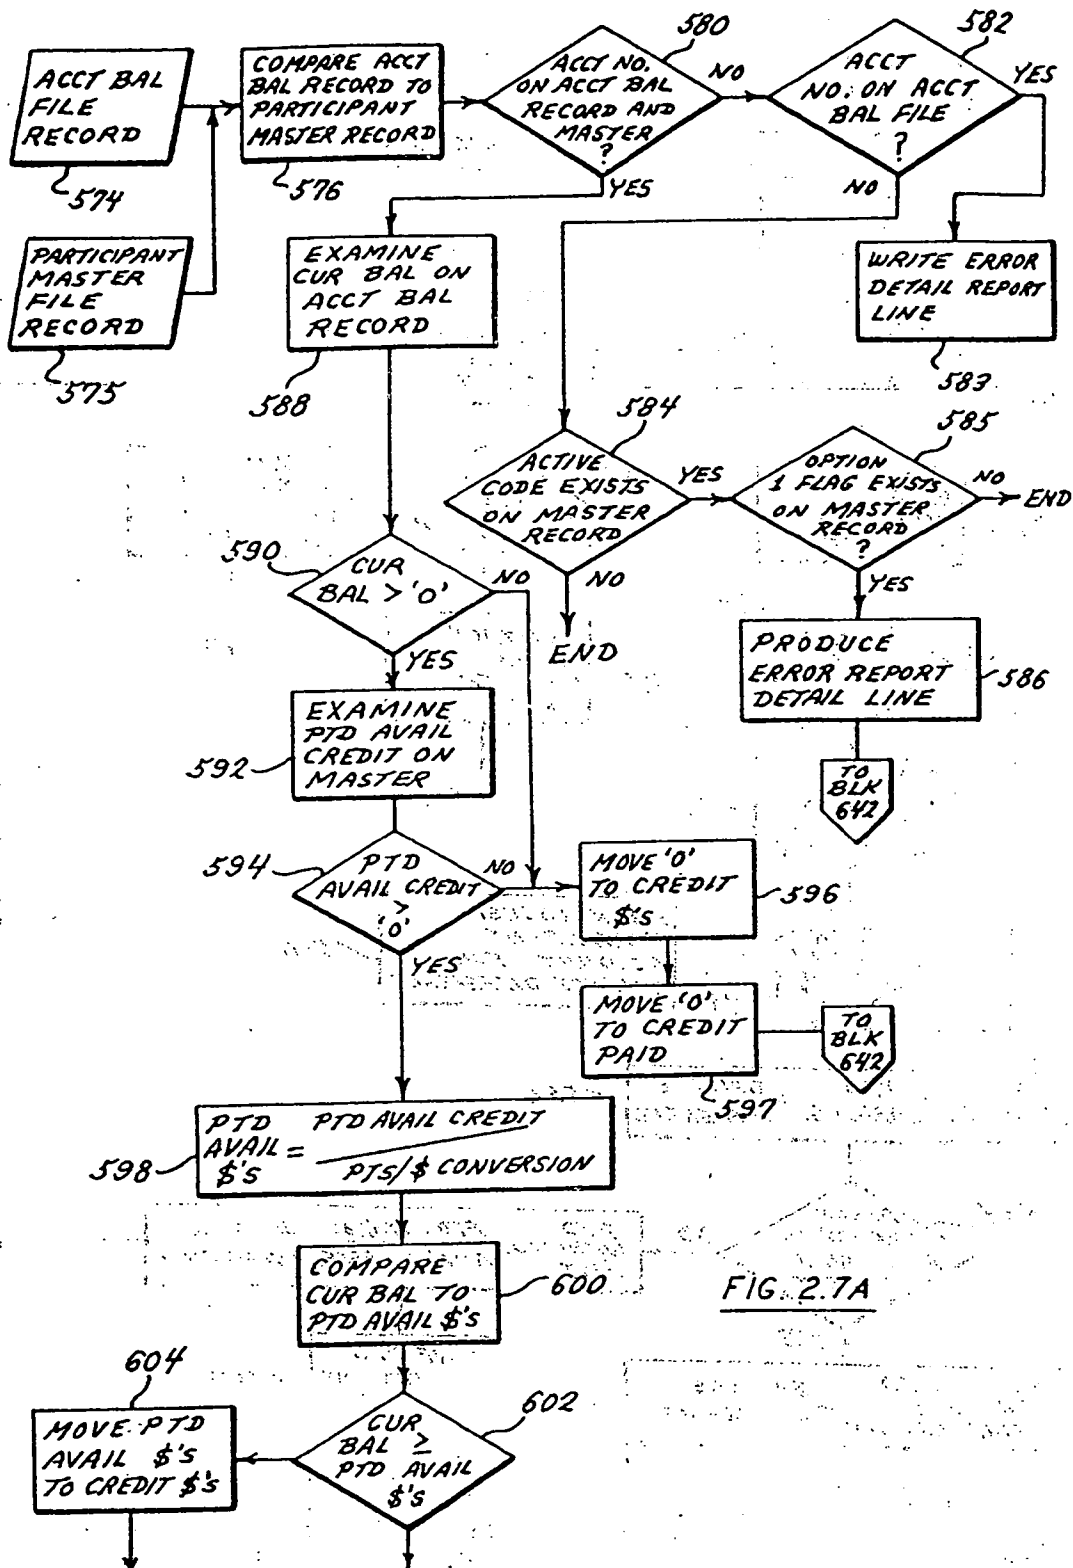 ACCT BAL
FILE
RECORD
574
COMPARE ACCT
BAL RECORD TO
PARTICIPANT
MASTER RECORD
576
ACCT NO.
ON ACCT BAL
RECORD AND
MASTER
?
580
NO
YES
ACCT
NO. ON ACCT
BAL FILE
?
582
YES
NO
PARTICIPANT
MASTER
FILE
RECORD
575
EXAMINE
CUR BAL ON
ACCT BAL
RECORD
588
WRITE ERROR
DETAIL REPORT
LINE
583
ACTIVE
CODE EXISTS
ON MASTER
RECORD
584
YES
NO
END
OPTION
1 FLAG EXISTS
ON MASTER
RECORD
?
585
NO
END
YES
CUR
BAL > '0'
590
NO
YES
PRODUCE
ERROR REPORT
DETAIL LINE
586
TO
BLK
642
EXAMINE
PTD AVAIL
CREDIT ON
MASTER
592
PTD
AVAIL CREDIT
>
'0'
594
NO
YES
MOVE '0'
TO CREDIT
$'s
596
MOVE '0'
TO CREDIT
PAID
597
TO
BLK
642
PTD AVAIL $'S = PTD AVAIL CREDIT / PTS/$ CONVERSION
598
COMPARE
CUR BAL TO
PTD AVAIL $'s
600
FIG. 2.7A
604
MOVE PTD
AVAIL $'s
TO CREDIT $'s
CUR
BAL ≥
PTD AVAIL
$'s
602